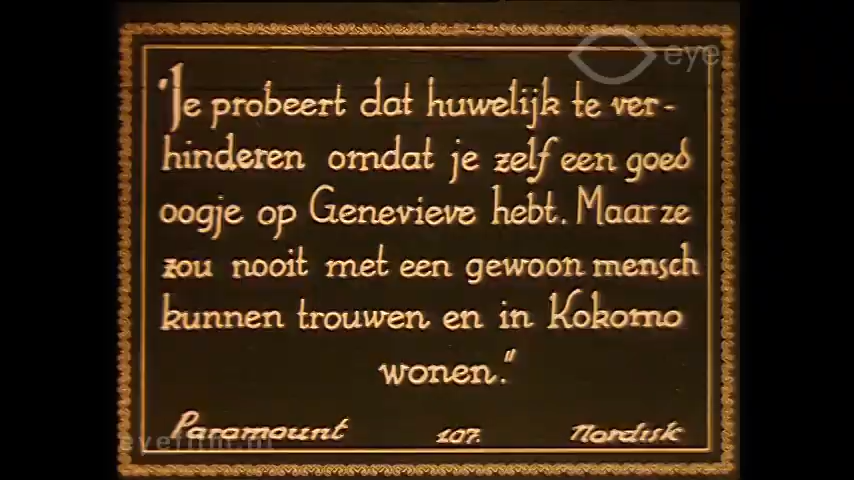 eye
"Je probeert dat huwelijk te ver-
hinderen omdat je zelf een goed
oogje op Genevieve hebt. Maar ze
zou nooit met een gewoon mensch
kunnen trouwen en in Kokomo
wonen."
Paramount 107. Nordisk
eyefilm.nl